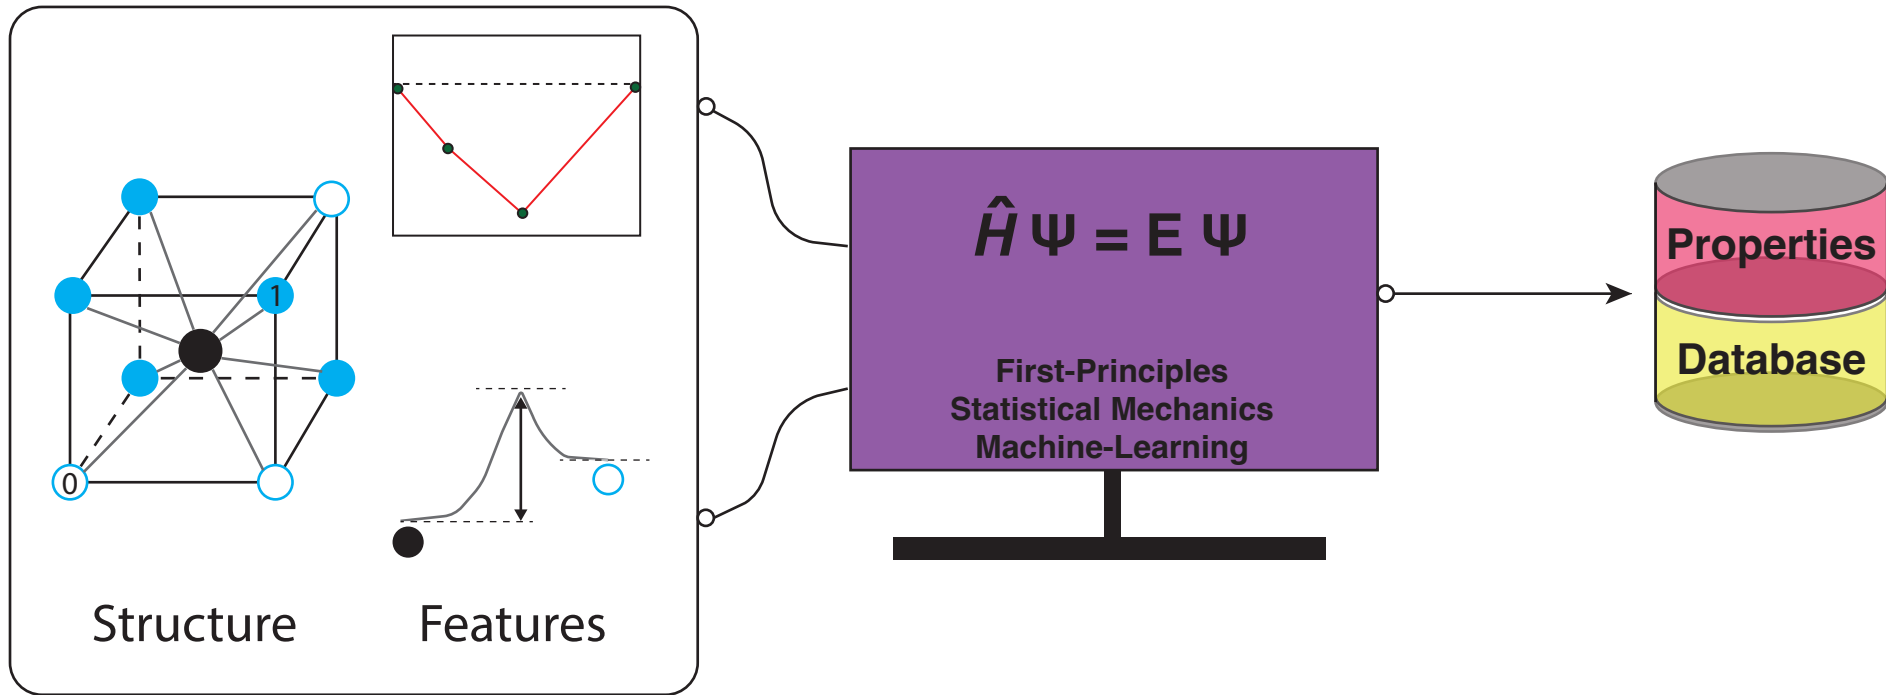 1
0
Structure
Features
Ĥ Ψ = E Ψ
First-Principles
Statistical Mechanics
Machine-Learning
Properties
Database